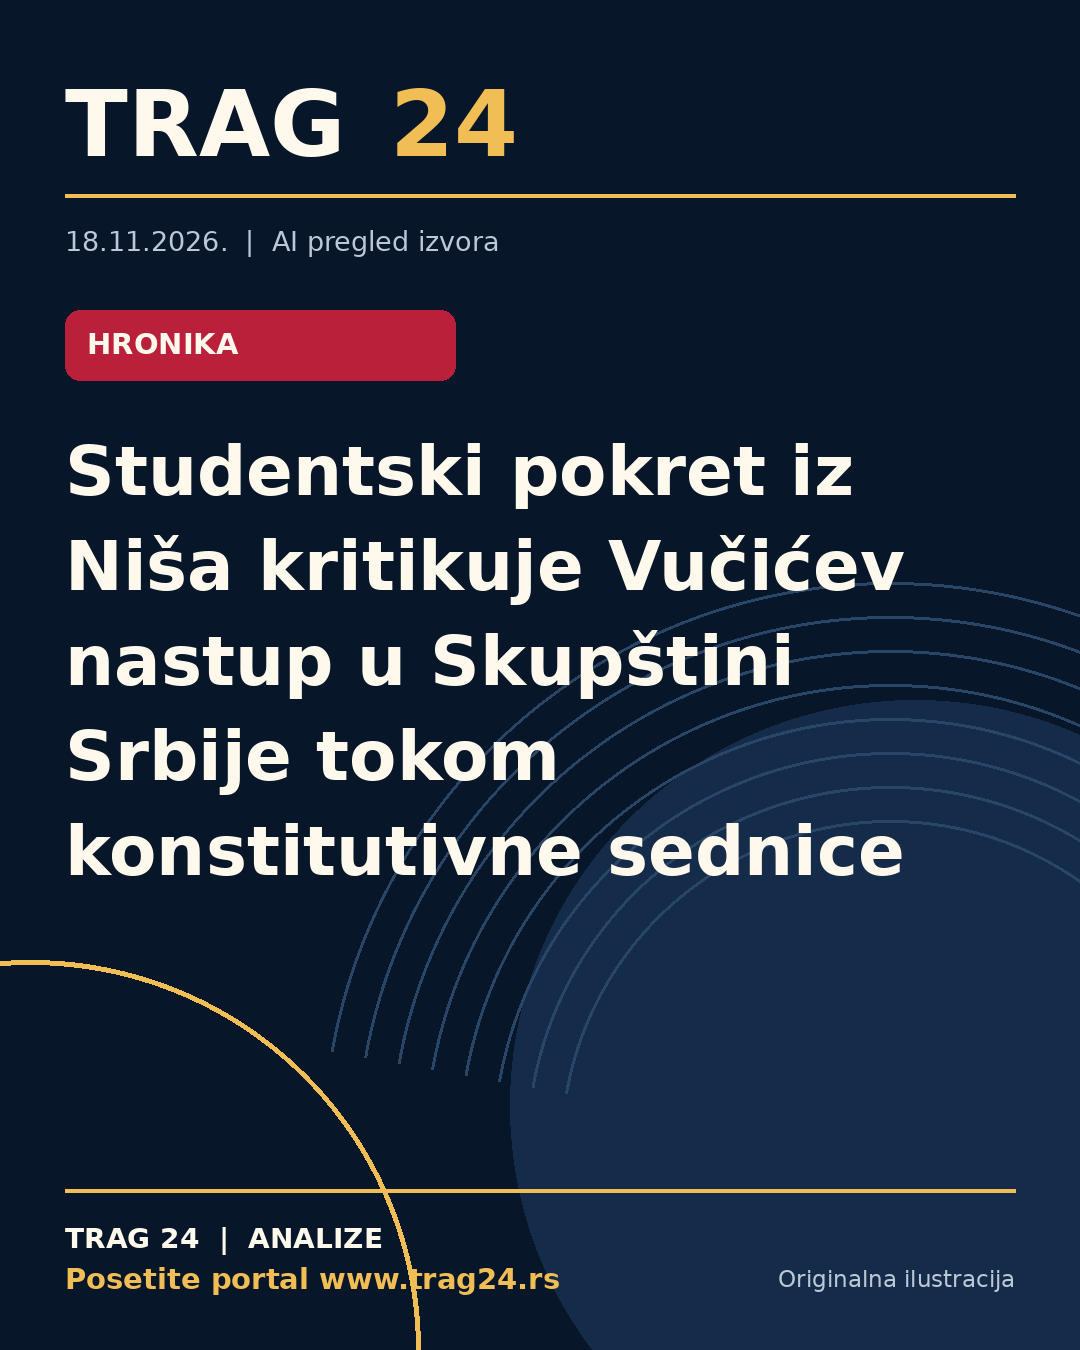 TRAG 24
18.11.2026. | AI pregled izvora
HRONIKA
Studentski pokret iz
Niša kritikuje Vučićev
nastup u Skupštini
Srbije tokom
konstitutivne sednice
TRAG 24 | ANALIZE
Posetite portal www.trag24.rs
Originalna ilustracija